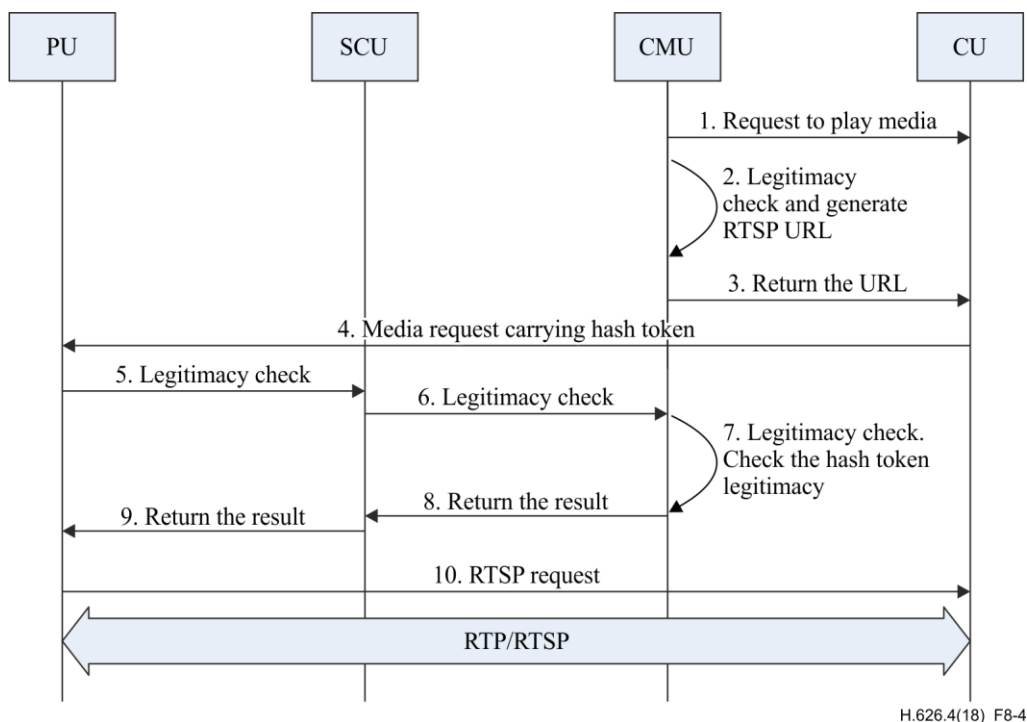 PU
SCU
CMU
CU
1. Request to play media
2. Legitimacy
check and generate
RTSP URL
3. Return the URL
4. Media request carrying hash token
5. Legitimacy check
6. Legitimacy check
7. Legitimacy check.
Check the hash token
legitimacy
8. Return the result
9. Return the result
10. RTSP request
RTP/RTSP
H.626.4(18)_F8-4